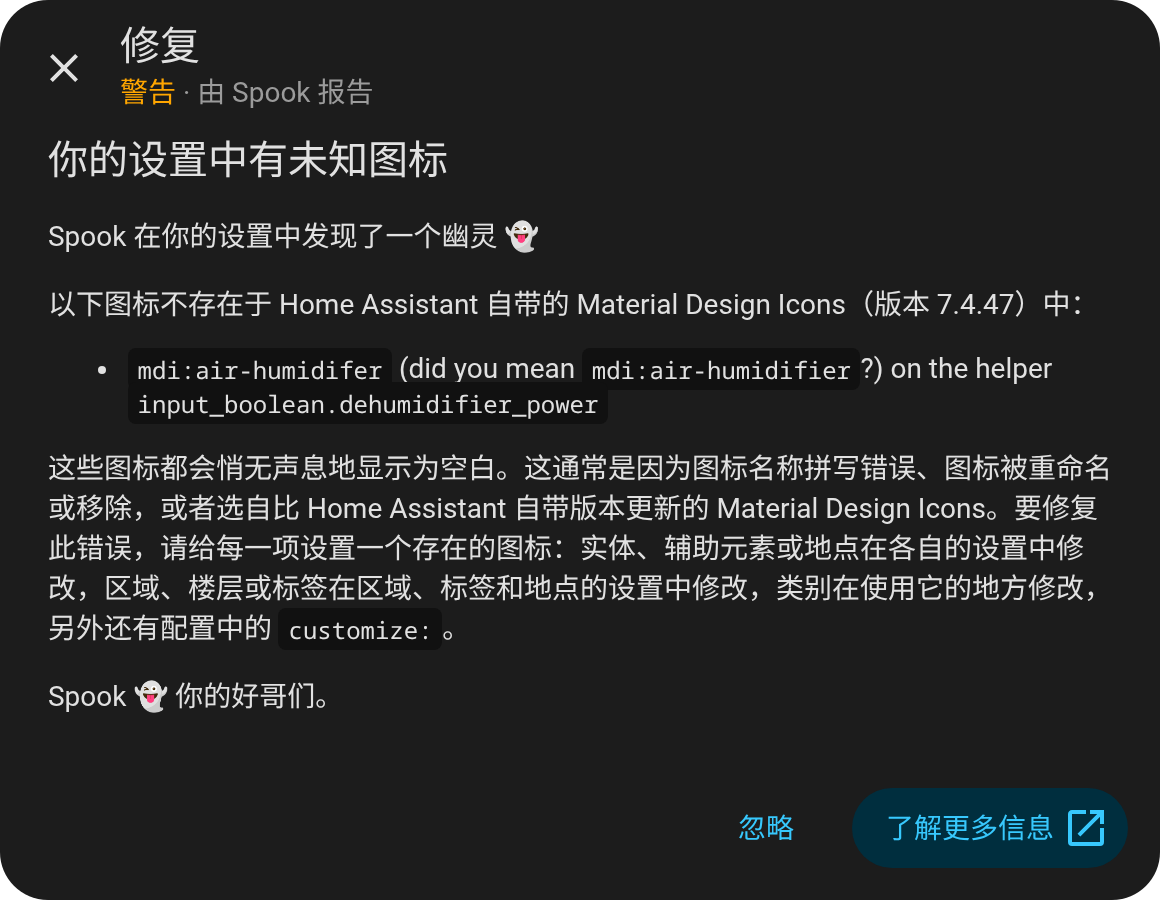 修复
警告 · 由 Spook 报告
你的设置中有未知图标
Spook 在你的设置中发现了一个幽灵 👻
以下图标不存在于 Home Assistant 自带的 Material Design Icons（版本 7.4.47）中：
• mdi:air-humidifer (did you mean mdi:air-humidifier?) on the helper
input_boolean.dehumidifier_power
这些图标都会悄无声息地显示为空白。这通常是因为图标名称拼写错误、图标被重命名
或移除，或者选自比 Home Assistant 自带版本更新的 Material Design Icons。要修复
此错误，请给每一项设置一个存在的图标：实体、辅助元素或地点在各自的设置中修
改，区域、楼层或标签在区域、标签和地点的设置中修改，类别在使用它的地方修改，
另外还有配置中的 customize: 。
Spook 👻 你的好哥们。
忽略
了解更多信息